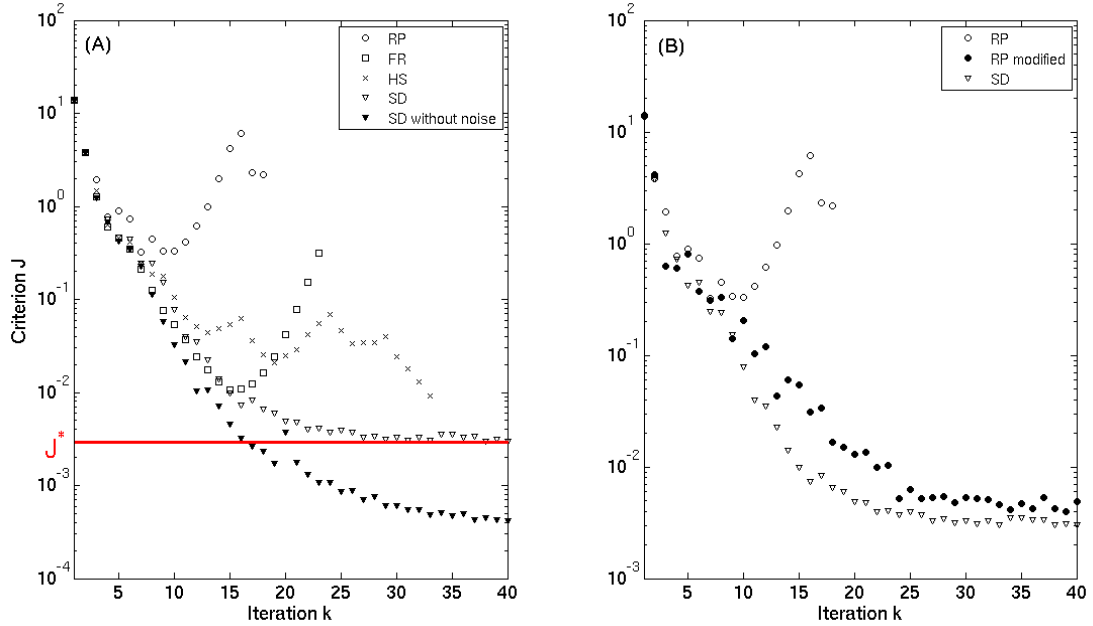 (A)
RP
FR
HS
SD
SD without noise
10^2
10^1
10^0
10^-1
10^-2
10^-3
10^-4
Criterion J
J*
5 10 15 20 25 30 35 40
Iteration k
(B)
RP
RP modified
SD
10^2
10^1
10^0
10^-1
10^-2
10^-3
5 10 15 20 25 30 35 40
Iteration k